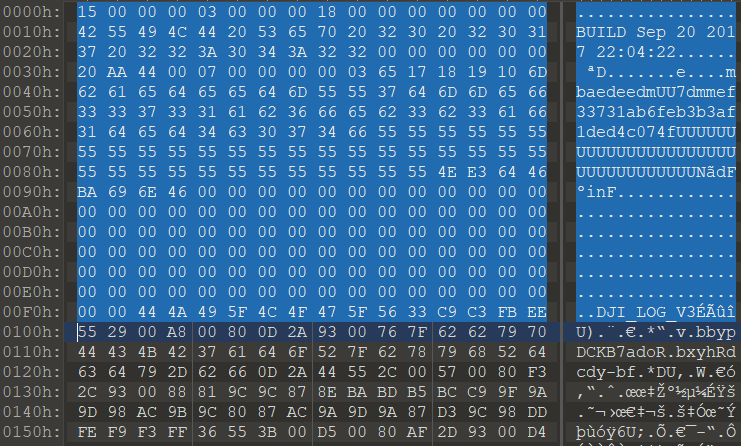 0000h: 15 00 00 00 03 00 00 00 18 00 00 00 00 00 00 00 ................
0010h: 42 55 49 4C 44 20 53 65 70 20 32 30 20 32 30 31 BUILD Sep 20 201
0020h: 37 20 32 32 3A 30 34 3A 32 32 00 00 00 00 00 00 7 22:04:22......
0030h: 20 AA 44 00 07 00 00 00 00 03 65 17 18 19 10 6D ªD.......e....m
0040h: 62 61 65 64 65 65 64 6D 55 55 37 64 6D 6D 65 66 baedeedmUU7dmmef
0050h: 33 33 37 33 31 61 62 36 66 65 62 33 62 33 61 66 33731ab6feb3b3af
0060h: 31 64 65 64 34 63 30 37 34 66 55 55 55 55 55 55 1ded4c074fUUUUUU
0070h: 55 55 55 55 55 55 55 55 55 55 55 55 55 55 55 55 UUUUUUUUUUUUUUUU
0080h: 55 55 55 55 55 55 55 55 55 55 55 55 4E E3 64 46 UUUUUUUUUUUUNãdF
0090h: BA 69 6E 46 00 00 00 00 00 00 00 00 00 00 00 00 ºinF............
00A0h: 00 00 00 00 00 00 00 00 00 00 00 00 00 00 00 00 ................
00B0h: 00 00 00 00 00 00 00 00 00 00 00 00 00 00 00 00 ................
00C0h: 00 00 00 00 00 00 00 00 00 00 00 00 00 00 00 00 ................
00D0h: 00 00 00 00 00 00 00 00 00 00 00 00 00 00 00 00 ................
00E0h: 00 00 00 00 00 00 00 00 00 00 00 00 00 00 00 00 ................
00F0h: 00 00 44 4A 49 5F 4C 4F 47 5F 56 33 C9 C3 FB EE ..DJI_LOG_V3ÉÃûî
0100h: 55 29 00 A8 00 80 0D 2A 93 00 76 7F 62 62 79 70 U).¨.€.*“.v.bbyp
0110h: 44 43 4B 42 37 61 64 6F 52 7F 62 78 79 68 52 64 DCKB7adoR.bxyhRd
0120h: 63 64 79 2D 62 66 0D 2A 44 55 2C 00 57 00 80 F3 cdy-bf.*DU,.W.€ó
0130h: 2C 93 00 88 81 9C 9C 87 8E BA BD B5 BC C9 9F 9A ,“.ˆ.œœ‡Žº½µ¼ÉŸš
0140h: 9D 98 AC 9B 9C 80 87 AC 9A 9D 9A 87 D3 9C 98 DD .˜¬›œ€‡¬š.š‡Óœ˜Ý
0150h: FE F9 F3 FF 36 55 3B 00 D5 00 80 AF 2D 93 00 D4 þùóÿ6U;.Õ.€¯-“.Ô